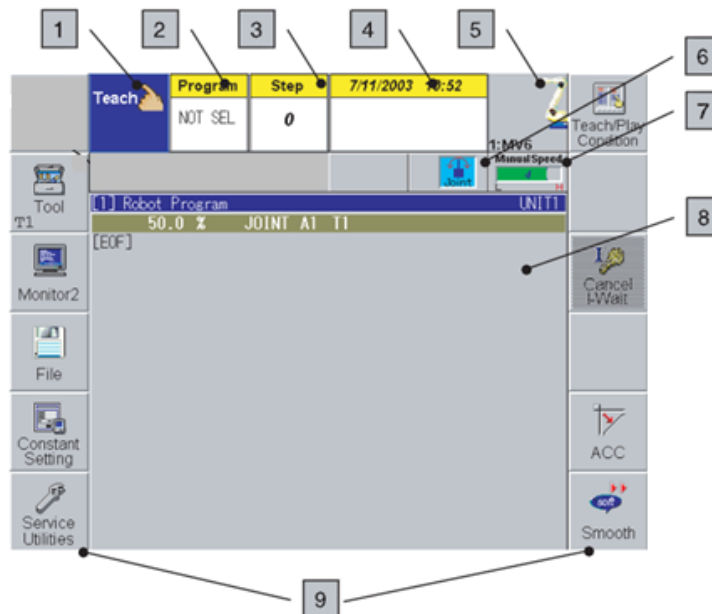 1
2
3
4
5
6
7
8
9
Teach
Program
NOT SEL
Step
0
7/11/2003 10:52
1:MV6
Manual Speed
4
L H
Joint
Teach/Play
Condition
Tool
T1
Monitor2
File
Constant
Setting
Service
Utilities
[1] Robot Program UNIT1
50.0 % JOINT A1 T1
[EOF]
Cancel
I-Wait
ACC
soft
Smooth